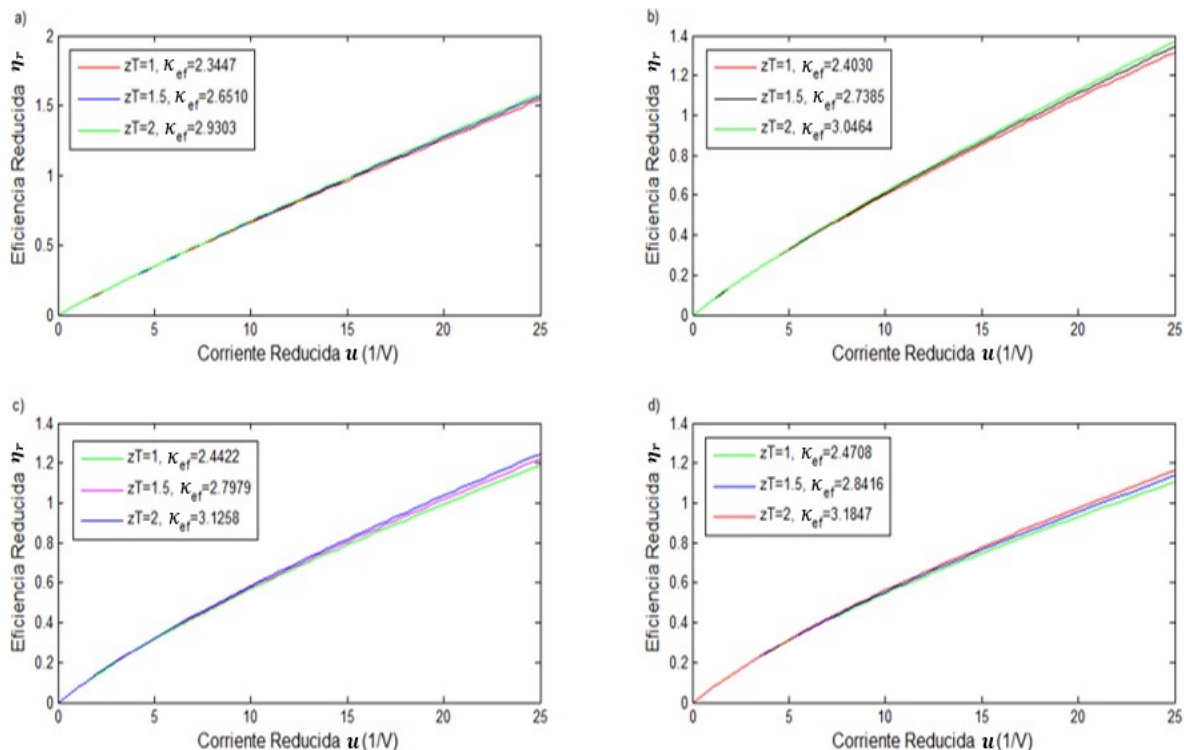 a)
2
1.5
1
0.5
0
zT=1, κef=2.3447
zT=1.5, κef=2.6510
zT=2, κef=2.9303
Eficiencia Reducida ηr
0 5 10 15 20 25
Corriente Reducida u (1/V)
b)
1.4
1.2
1
0.8
0.6
0.4
0.2
0
zT=1, κef=2.4030
zT=1.5, κef=2.7385
zT=2, κef=3.0464
Eficiencia Reducida ηr
0 5 10 15 20 25
Corriente Reducida u (1/V)
c)
1.4
1.2
1
0.8
0.6
0.4
0.2
0
zT=1, κef=2.4422
zT=1.5, κef=2.7979
zT=2, κef=3.1258
Eficiencia Reducida ηr
0 5 10 15 20 25
Corriente Reducida u (1/V)
d)
1.4
1.2
1
0.8
0.6
0.4
0.2
0
zT=1, κef=2.4708
zT=1.5, κef=2.8416
zT=2, κef=3.1847
Eficiencia Reducida ηr
0 5 10 15 20 25
Corriente Reducida u (1/V)